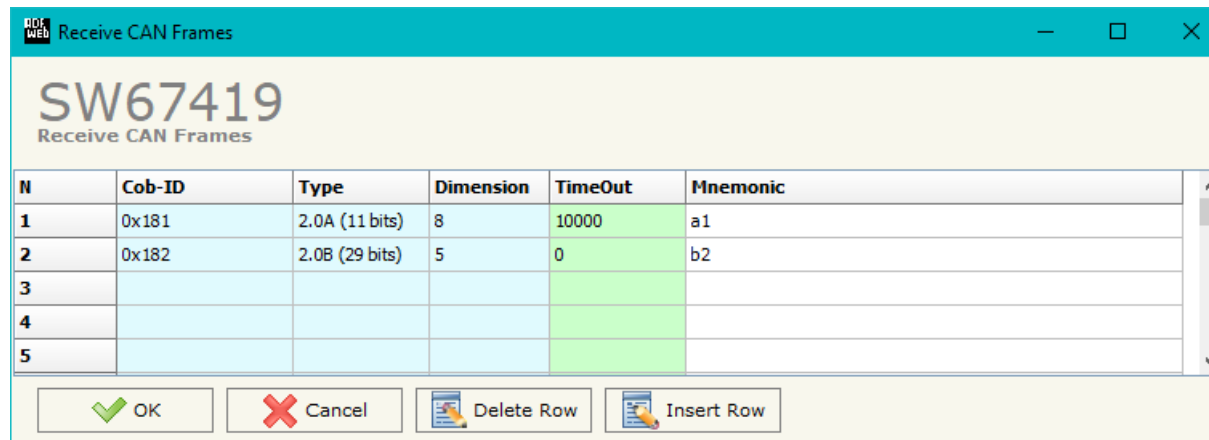 ADF
WEB Receive CAN Frames
SW67419
Receive CAN Frames
N Cob-ID Type Dimension TimeOut Mnemonic
1 0x181 2.0A (11 bits) 8 10000 a1
2 0x182 2.0B (29 bits) 5 0 b2
3
4
5
OK Cancel Delete Row Insert Row